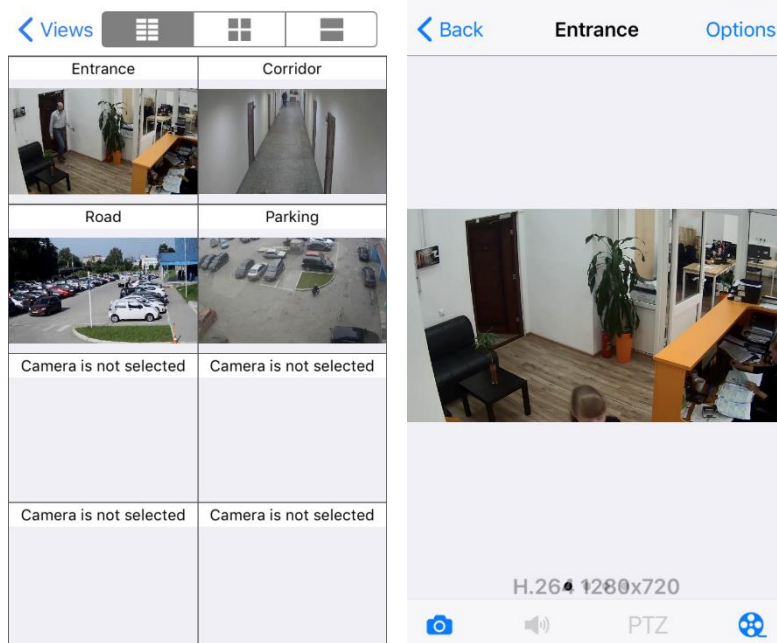 Views
Entrance Corridor
Road Parking
Camera is not selected Camera is not selected
Camera is not selected Camera is not selected
Back Entrance Options
H.264 1280x720
PTZ